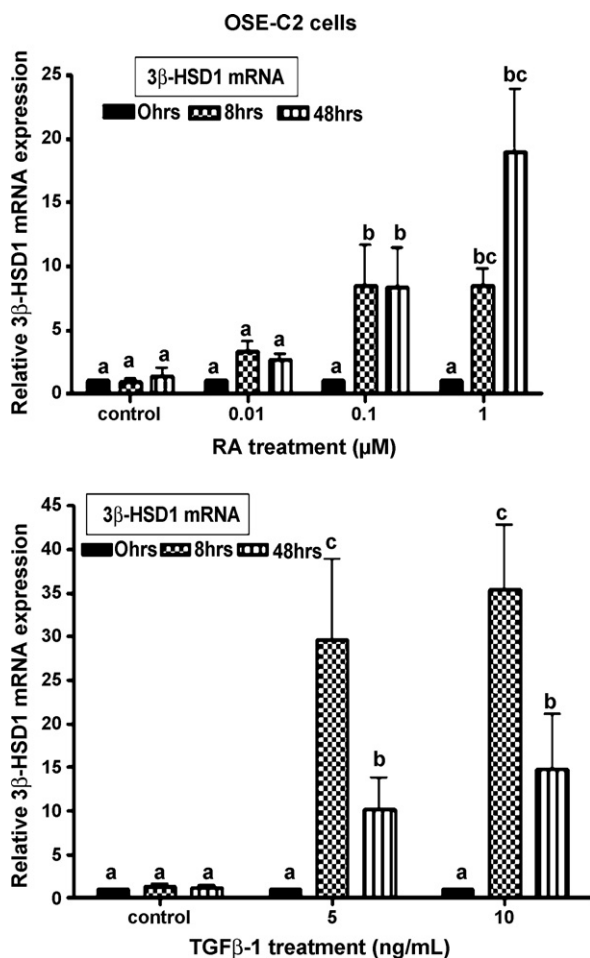 OSE-C2 cells
3β-HSD1 mRNA
Ohrs 8hrs 48hrs
Relative 3β-HSD1 mRNA expression
25
20
15
10
5
0
a a a
a a a
a b b
a bc bc
control 0.01 0.1 1
RA treatment (µM)
3β-HSD1 mRNA
Ohrs 8hrs 48hrs
Relative 3β-HSD1 mRNA expression
45
40
35
30
25
20
15
10
5
0
a a a
a c b
a c b
control 5 10
TGFβ-1 treatment (ng/mL)